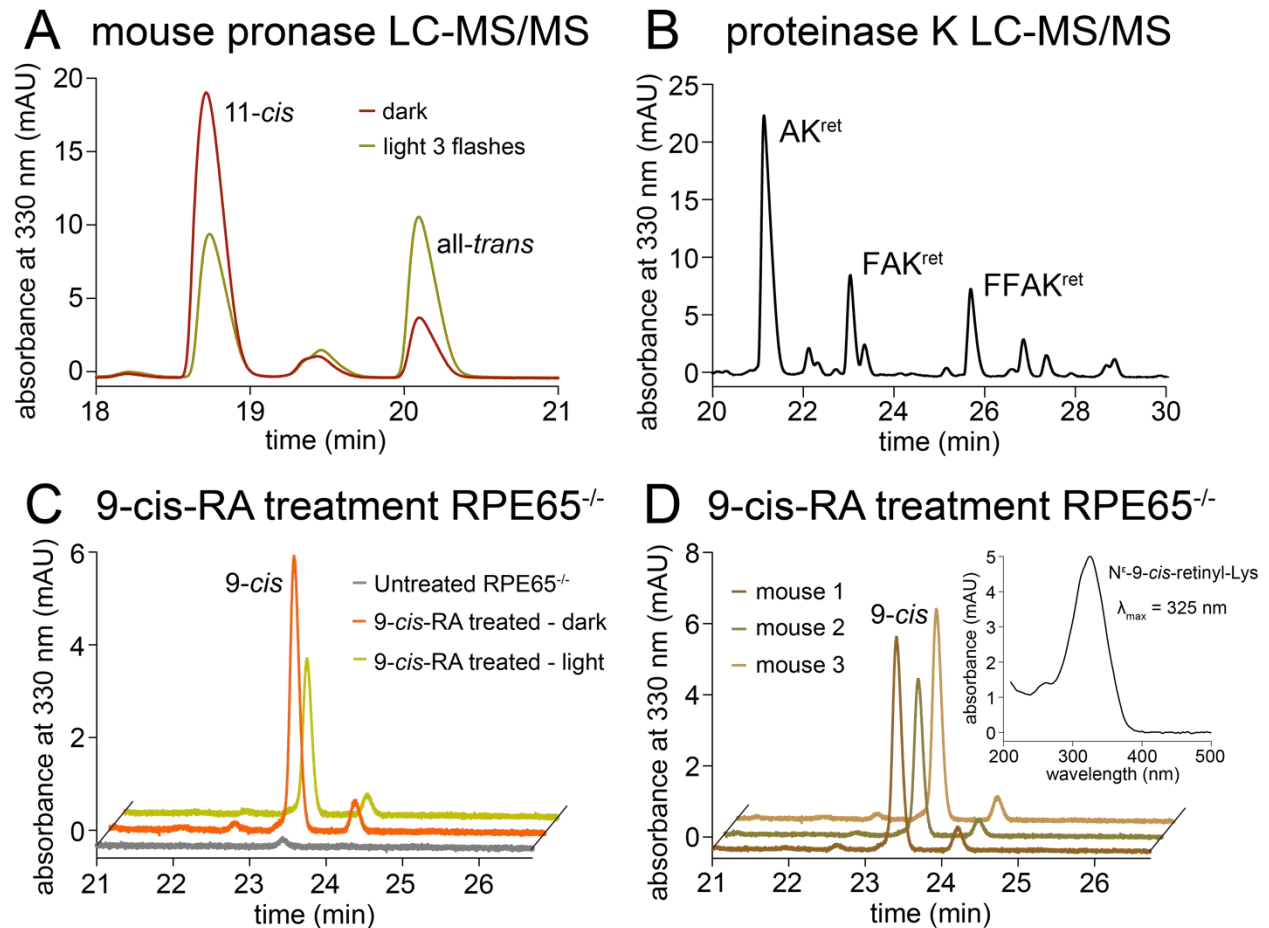 A mouse pronase LC-MS/MS
absorbance at 330 nm (mAU)
20
15
10
5
0
11-cis
dark
light 3 flashes
all-trans
18 19 20 21
time (min)
B proteinase K LC-MS/MS
absorbance at 330 nm (mAU)
25
20
15
10
5
0
AKʳᵉᵗ
FAKʳᵉᵗ
FFAKʳᵉᵗ
20 22 24 26 28 30
time (min)
C 9-cis-RA treatment RPE65⁻/⁻
absorbance at 330 nm (mAU)
6
4
2
0
9-cis
Untreated RPE65⁻/⁻
9-cis-RA treated - dark
9-cis-RA treated - light
21 22 23 24 25 26
time (min)
D 9-cis-RA treatment RPE65⁻/⁻
absorbance at 330 nm (mAU)
8
6
4
2
0
mouse 1
mouse 2
mouse 3
9-cis
absorbance (mAU)
5
4
3
2
1
0
Nᵋ-9-cis-retinyl-Lys
λmax = 325 nm
200 300 400 500
wavelength (nm)
21 22 23 24 25 26
time (min)